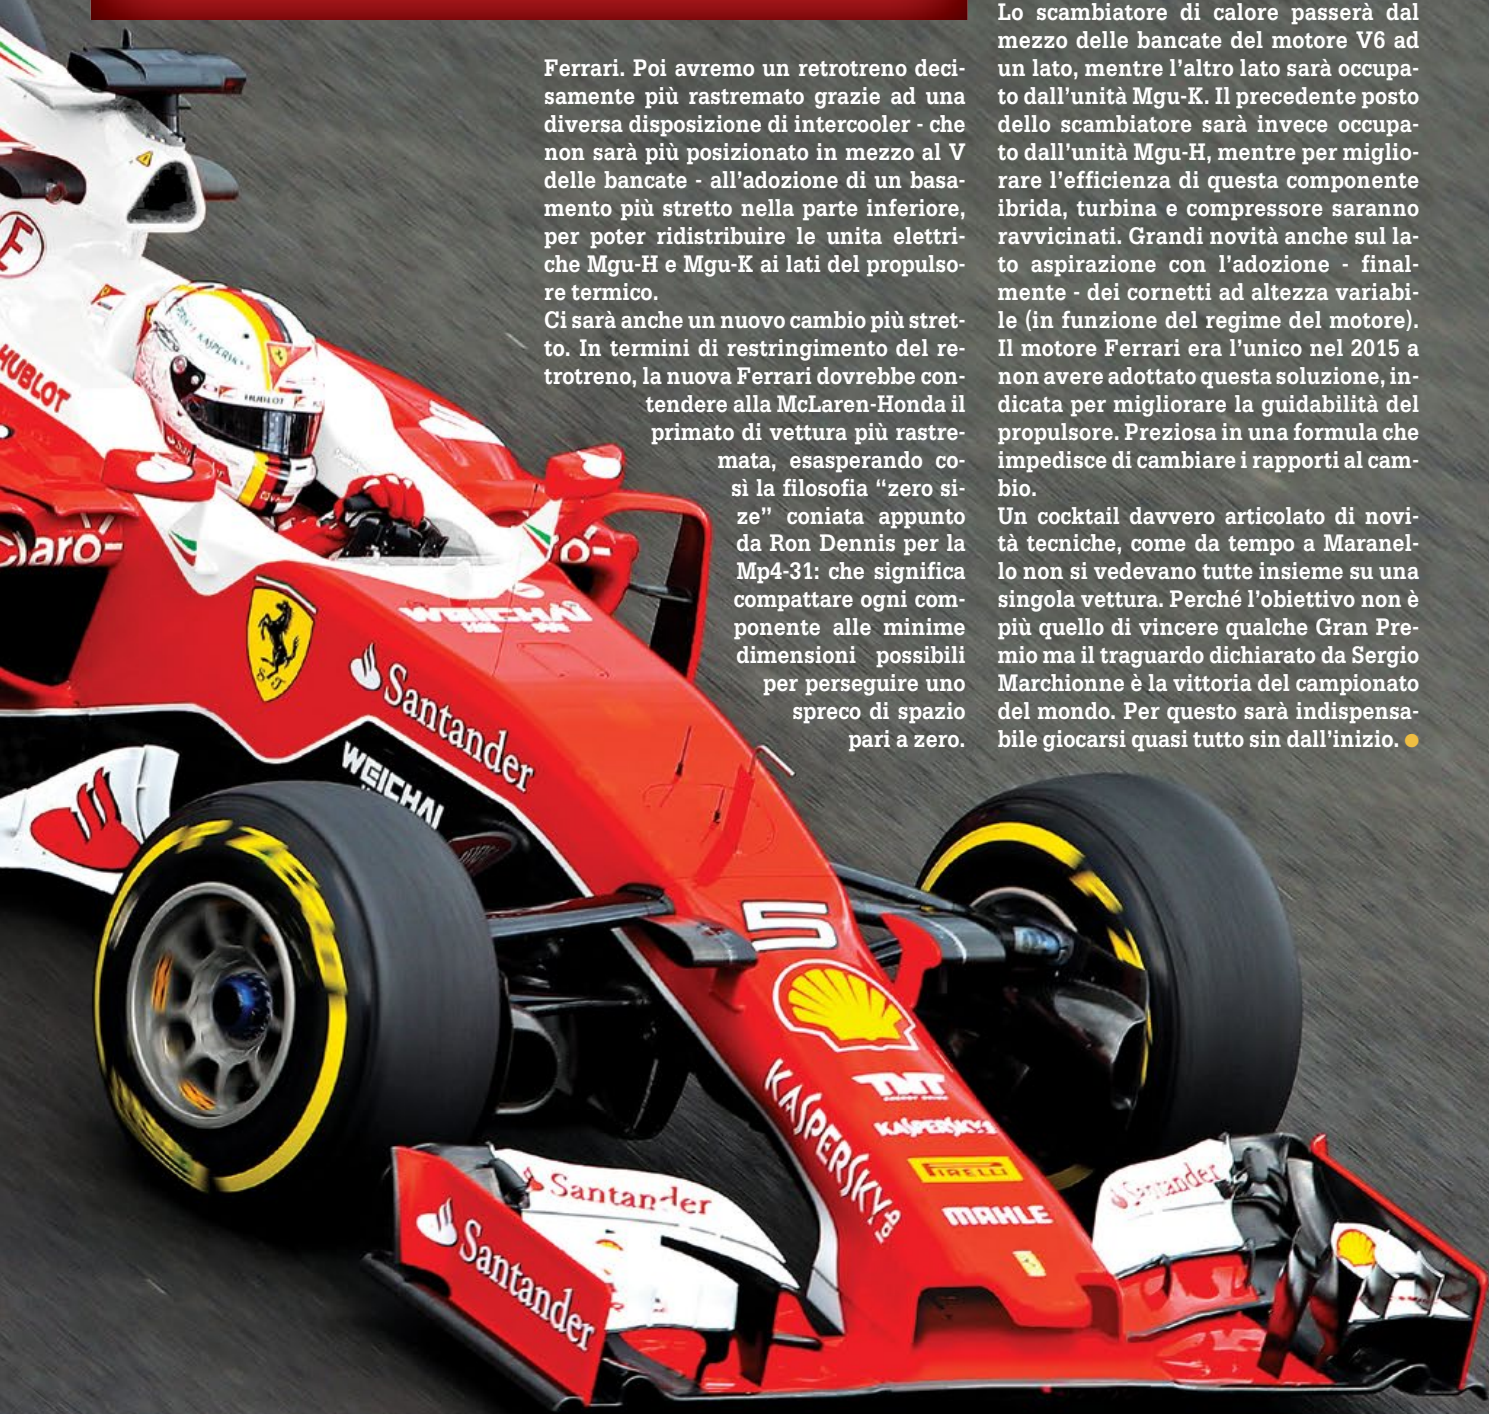 Ferrari. Poi avremo un retrotreno deci-
samente più rastremato grazie ad una
diversa disposizione di intercooler - che
non sarà più posizionato in mezzo al V
delle bancate - all’adozione di un basa-
mento più stretto nella parte inferiore,
per poter ridistribuire le unita elettri-
che Mgu-H e Mgu-K ai lati del propulso-
re termico.
Ci sarà anche un nuovo cambio più stret-
to. In termini di restringimento del re-
trotreno, la nuova Ferrari dovrebbe con-
tendere alla McLaren-Honda il
primato di vettura più rastre-
mata, esasperando co-
sì la filosofia “zero si-
ze” coniata appunto
da Ron Dennis per la
Mp4-31: che significa
compattare ogni com-
ponente alle minime
dimensioni possibili
per perseguire uno
spreco di spazio
pari a zero.
Lo scambiatore di calore passerà dal
mezzo delle bancate del motore V6 ad
un lato, mentre l’altro lato sarà occupa-
to dall’unità Mgu-K. Il precedente posto
dello scambiatore sarà invece occupa-
to dall’unità Mgu-H, mentre per miglio-
rare l’efficienza di questa componente
ibrida, turbina e compressore saranno
ravvicinati. Grandi novità anche sul la-
to aspirazione con l’adozione - final-
mente - dei cornetti ad altezza variabi-
le (in funzione del regime del motore).
Il motore Ferrari era l’unico nel 2015 a
non avere adottato questa soluzione, in-
dicata per migliorare la guidabilità del
propulsore. Preziosa in una formula che
impedisce di cambiare i rapporti al cam-
bio.
Un cocktail davvero articolato di novi-
tà tecniche, come da tempo a Maranel-
lo non si vedevano tutte insieme su una
singola vettura. Perché l’obiettivo non è
più quello di vincere qualche Gran Pre-
mio ma il traguardo dichiarato da Sergio
Marchionne è la vittoria del campionato
del mondo. Per questo sarà indispensa-
bile giocarsi quasi tutto sin dall’inizio.
HUBLOT
KASPERSKY
HUBLOT
Claro-
WEICHAI
S F
Santander
WEICHAI
5
TNT
ENERGY DRINK
KASPERSKY lab
KASPERSKY
PIRELLI
MAHLE
Santander
Santander
Santander